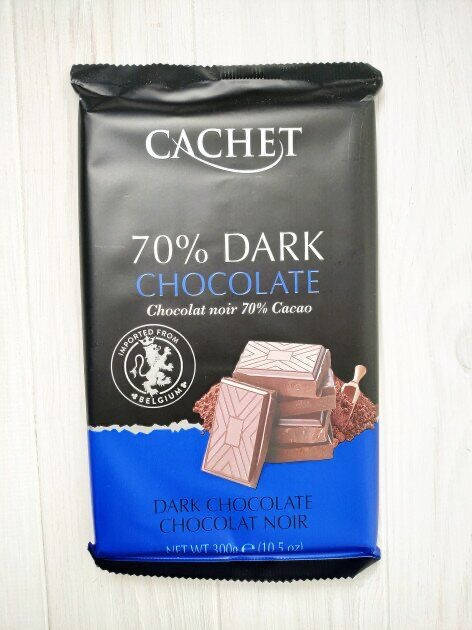 CACHET
70% DARK
CHOCOLATE
Chocolat noir 70% Cacao
IMPORTED FROM
BELGIUM
DARK CHOCOLATE
CHOCOLAT NOIR
NET WT 300g ℮ (10.5 oz)